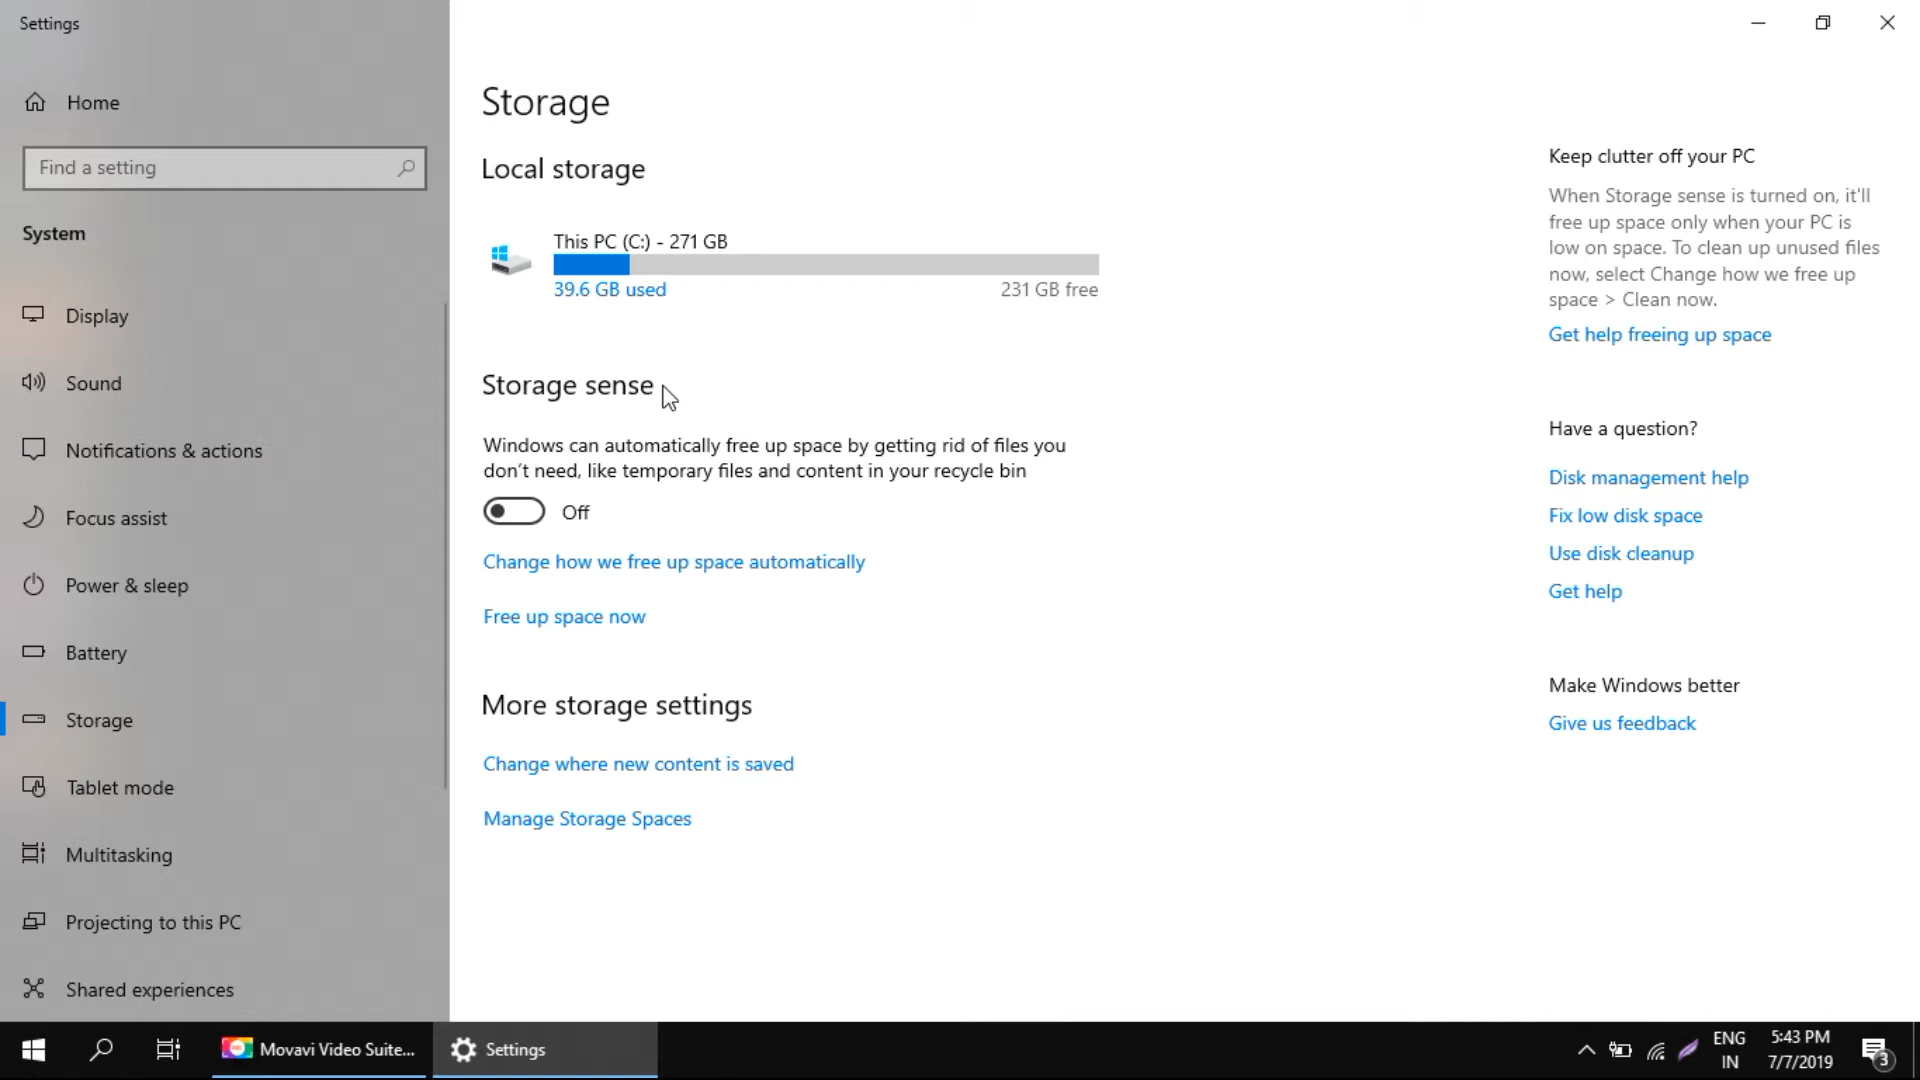 Settings
Home
Find a setting
System
Display
Sound
Notifications & actions
Focus assist
Power & sleep
Battery
Storage
Tablet mode
Multitasking
Projecting to this PC
Shared experiences
Storage
Local storage
This PC (C:) - 271 GB
39.6 GB used
231 GB free
Storage sense
Windows can automatically free up space by getting rid of files you
don't need, like temporary files and content in your recycle bin
Off
Change how we free up space automatically
Free up space now
More storage settings
Change where new content is saved
Manage Storage Spaces
Keep clutter off your PC
When Storage sense is turned on, it'll
free up space only when your PC is
low on space. To clean up unused files
now, select Change how we free up
space > Clean now.
Get help freeing up space
Have a question?
Disk management help
Fix low disk space
Use disk cleanup
Get help
Make Windows better
Give us feedback
Movavi Video Suite...
Settings
ENG
IN
5:43 PM
7/7/2019
3